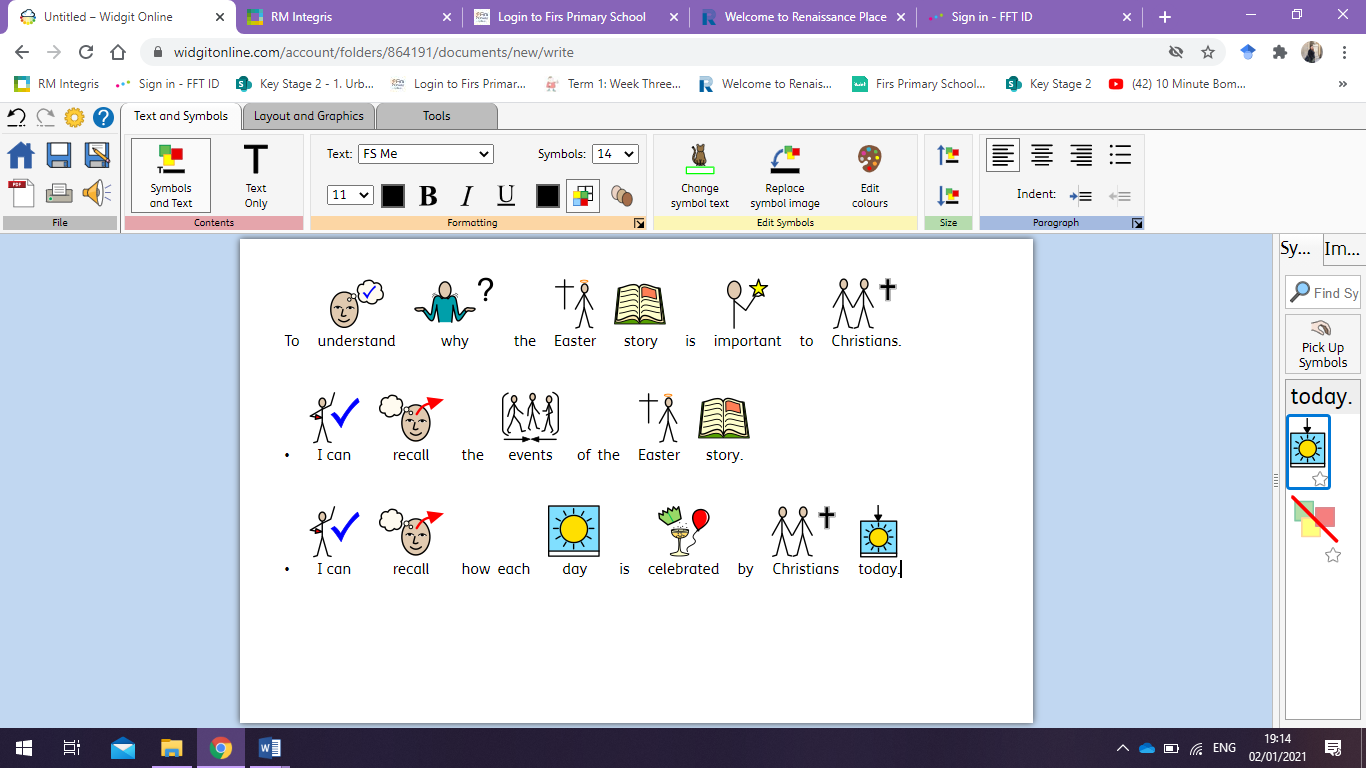 Untitled – Widgit Online
RM Integris
Login to Firs Primary School
Welcome to Renaissance Place
Sign in - FFT ID
widgitonline.com/account/folders/864191/documents/new/write
RM Integris
Sign in - FFT ID
Key Stage 2 - 1. Urb...
Login to Firs Primar...
Term 1: Week Three...
Welcome to Renais...
Firs Primary School...
Key Stage 2
(42) 10 Minute Bom...
Text and Symbols
Layout and Graphics
Tools
Symbols
and Text
Text
Only
Text: FS Me
Symbols: 14
11
B I U
Change
symbol text
Replace
symbol image
Edit
colours
Indent:
File
Contents
Formatting
Edit Symbols
Size
Paragraph
Sy...
Im...
Find Sy
Pick Up
Symbols
today.
?
To understand why the Easter story is important to Christians.
• I can recall the events of the Easter story.
• I can recall how each day is celebrated by Christians today.
ENG
19:14
02/01/2021